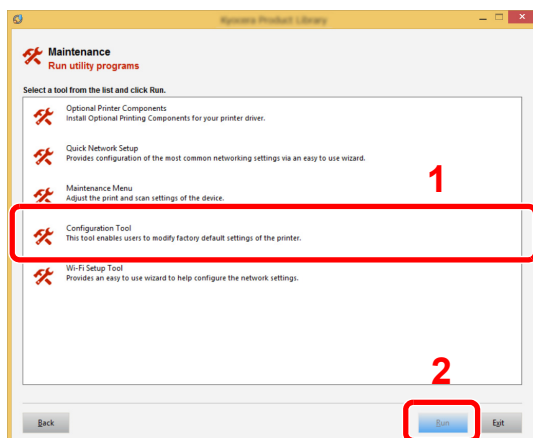 Kyocera Product Library
Maintenance
Run utility programs
Select a tool from the list and click Run.
Optional Printer Components
Install Optional Printing Components for your printer driver.
Quick Network Setup
Provides configuration of the most common networking settings via an easy to use wizard.
1
Maintenance Menu
Adjust the print and scan settings of the device.
Configuration Tool
This tool enables users to modify factory default settings of the printer.
Wi-Fi Setup Tool
Provides an easy to use wizard to help configure the network settings.
2
Back
Run
Exit